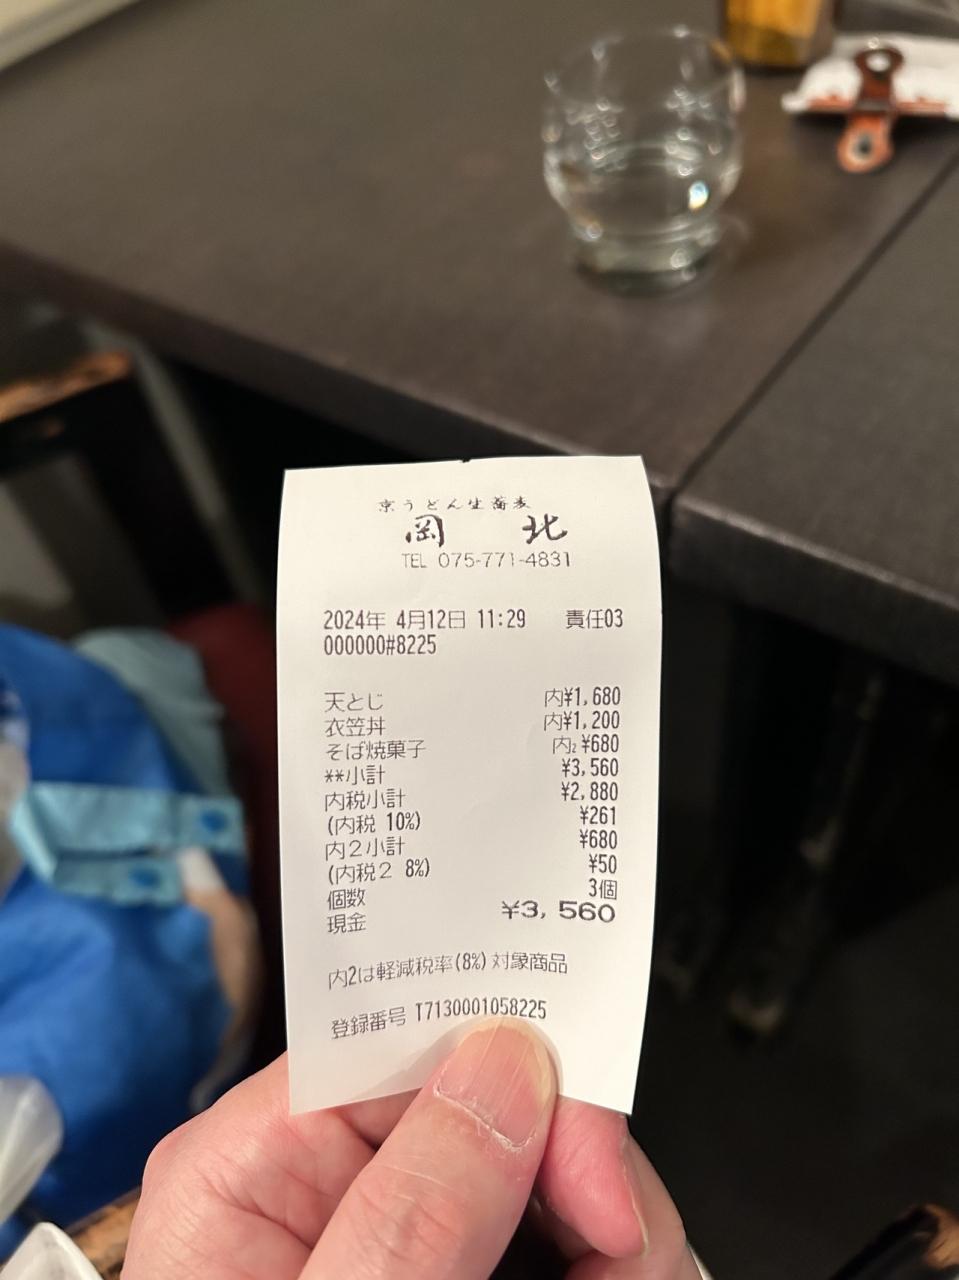 京うどん生蕎麦
岡 北
TEL 075-771-4831
2024年 4月12日 11:29 責任03
000000#8225
天とじ 内¥1,680
衣笠丼 内¥1,200
そば焼菓子 内2 ¥680
**小計 ¥3,560
内税小計 ¥2,880
(内税 10%) ¥261
内2小計 ¥680
(内税2 8%) ¥50
個数 3個
現金 ¥3,560
内2は軽減税率(8%)対象商品
登録番号 T7130001058225